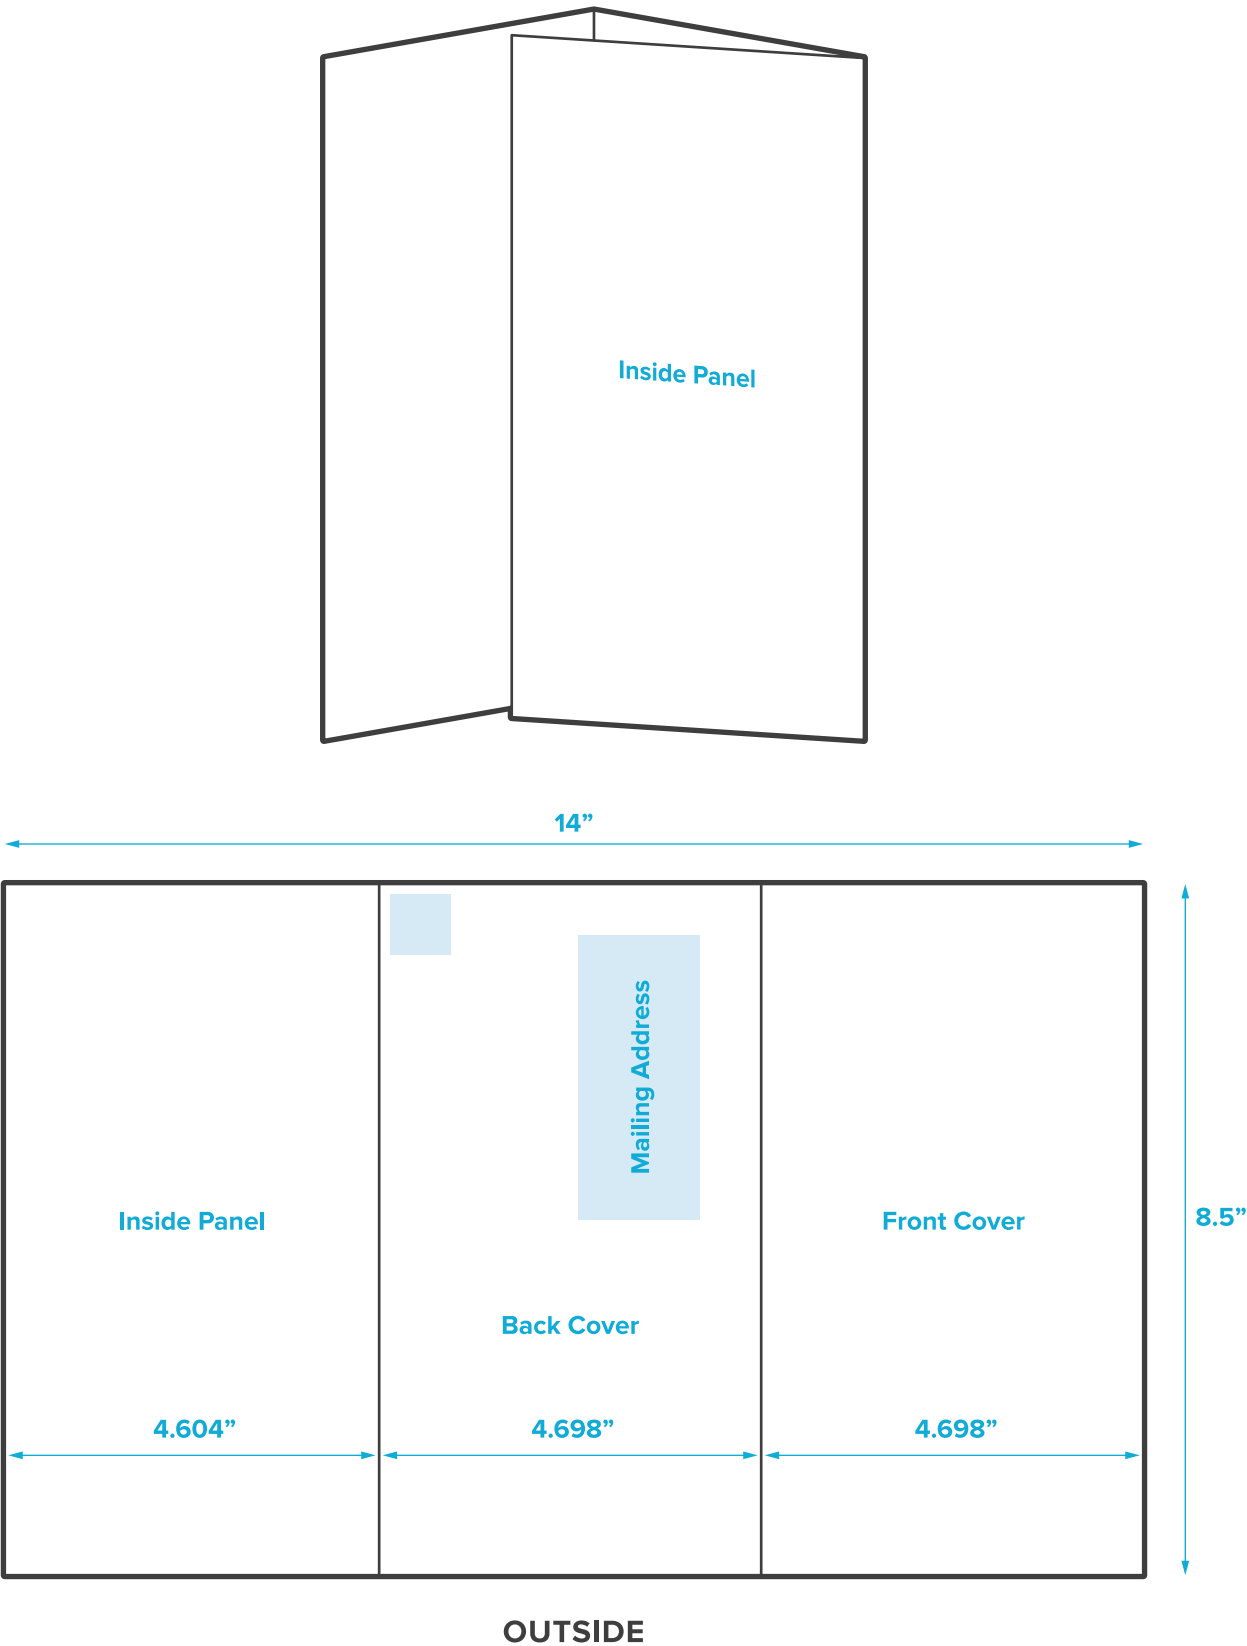 Inside Panel
14”
Mailing Address
Inside Panel
Front Cover
8.5”
Back Cover
4.604”
4.698”
4.698”
OUTSIDE